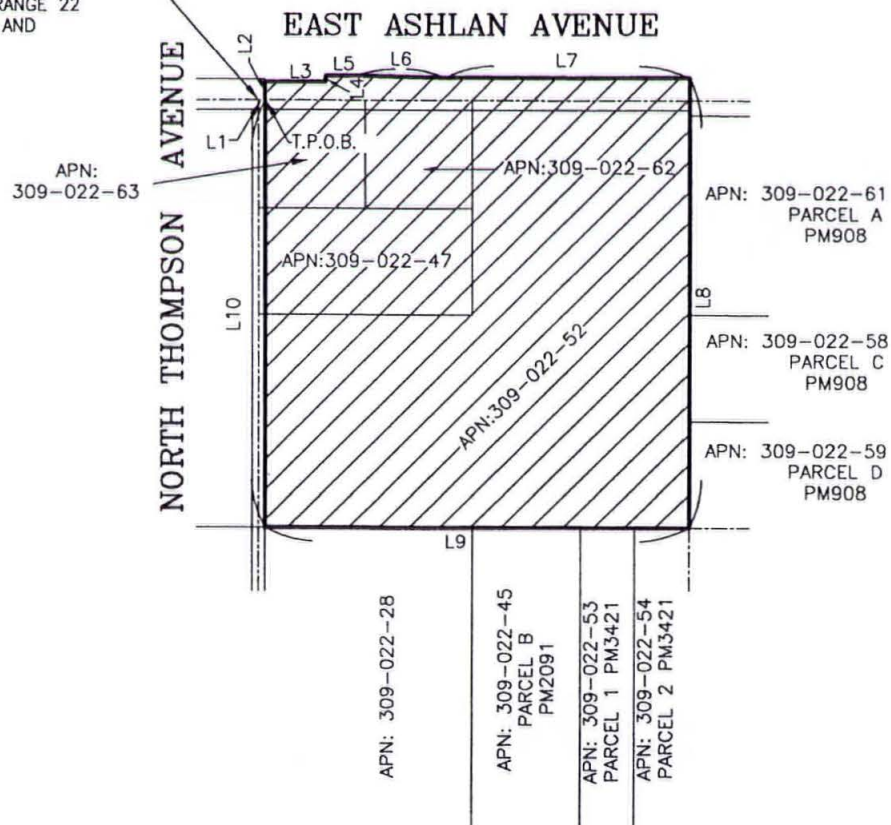 RANGE 22
AND
EAST ASHLAN AVENUE
NORTH THOMPSON AVENUE
L2
L3
L5
L6
L7
L4
L1
T.P.O.B.
APN:
309-022-63
APN:309-022-62
APN: 309-022-61
PARCEL A
PM908
APN:309-022-47
L10
L8
APN: 309-022-58
PARCEL C
PM908
APN:309-022-52
APN: 309-022-59
PARCEL D
PM908
L9
APN: 309-022-28
APN: 309-022-45
PARCEL B
PM2091
APN: 309-022-53
PARCEL 1 PM3421
APN: 309-022-54
PARCEL 2 PM3421